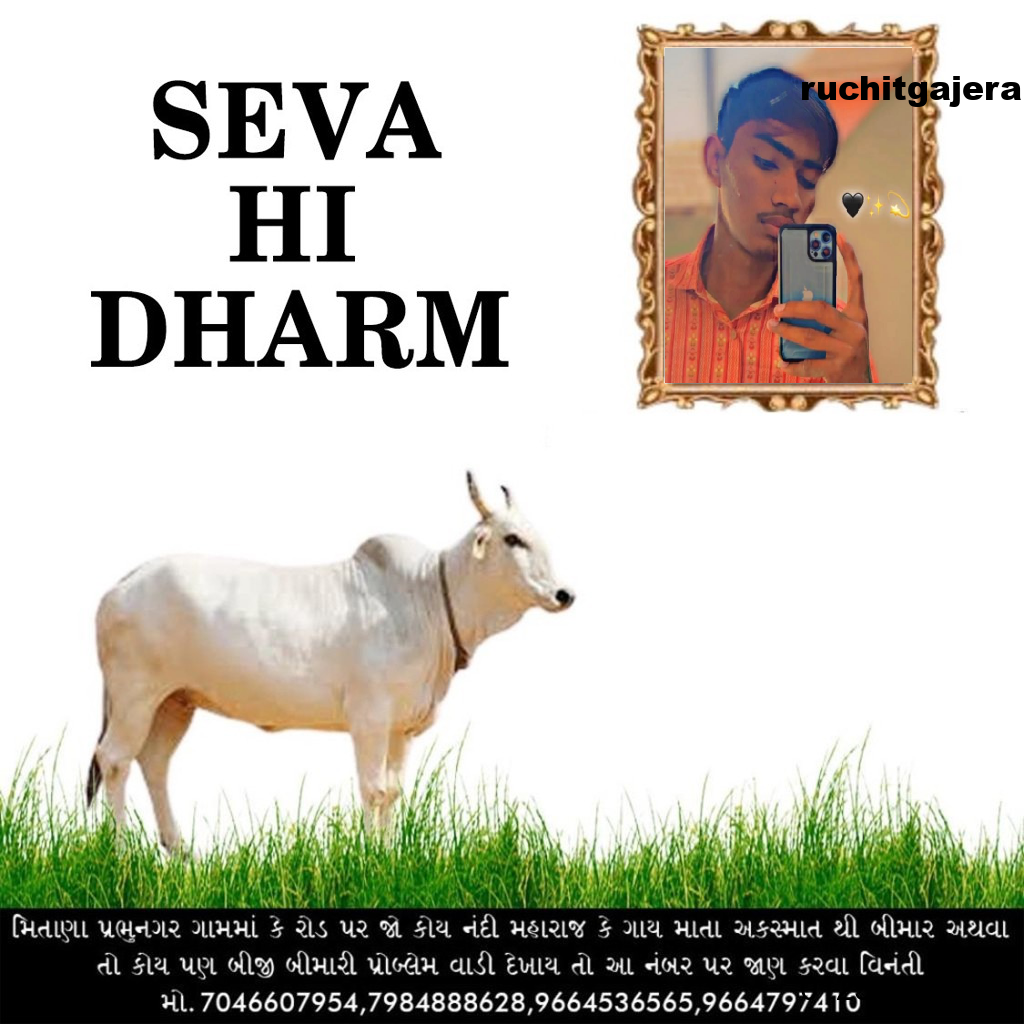 SEVA
HI
DHARM
ruchitgajera
મિતાણા પ્રભુનગર ગામમાં કે રોડ પર જો કોય નંદી મહારાજ કે ગાય માતા અકસ્માત થી બીમાર અથવા
તો કોય પણ બીજી બીમારી પ્રોબ્લેમ વાડી દેખાય તો આ નંબર પર જાણ કરવા વિનંતી
મો. 7046607954,7984888628,9664536565,9664797410